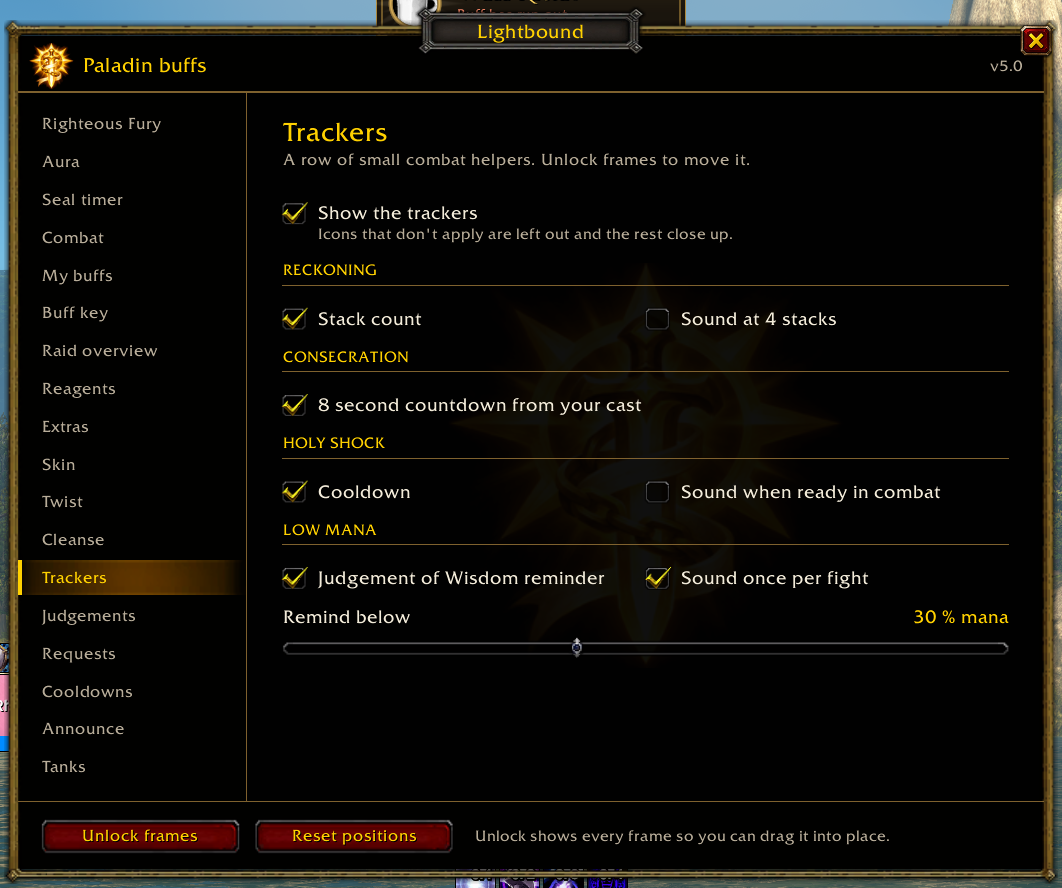 Lightbound
Paladin buffs
v5.0
Righteous Fury
Aura
Seal timer
Combat
My buffs
Buff key
Raid overview
Reagents
Extras
Skin
Twist
Cleanse
Trackers
Judgements
Requests
Cooldowns
Announce
Tanks
Trackers
A row of small combat helpers. Unlock frames to move it.
Show the trackers
Icons that don't apply are left out and the rest close up.
RECKONING
Stack count
Sound at 4 stacks
CONSECRATION
8 second countdown from your cast
HOLY SHOCK
Cooldown
Sound when ready in combat
LOW MANA
Judgement of Wisdom reminder
Sound once per fight
Remind below
30 % mana
Unlock frames
Reset positions
Unlock shows every frame so you can drag it into place.